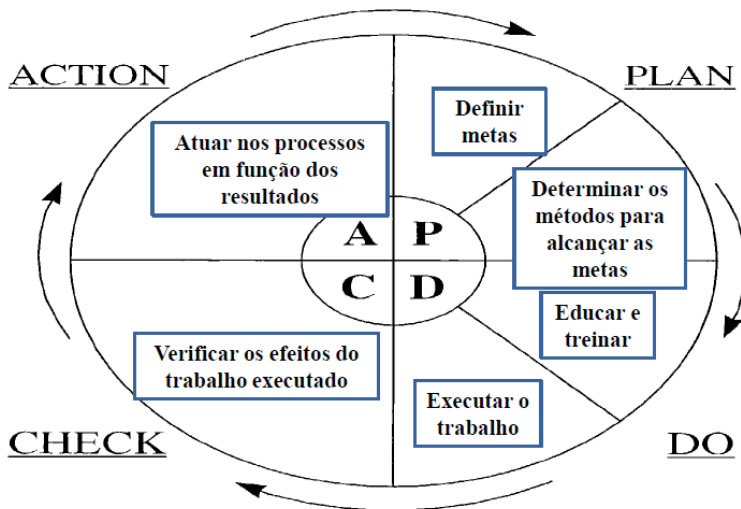 ACTION
PLAN
Definir
metas
Atuar nos processos
em função dos
resultados
Determinar os
métodos para
alcançar as
metas
A P
C D
Educar e
treinar
Verificar os efeitos do
trabalho executado
Executar o
trabalho
CHECK
DO